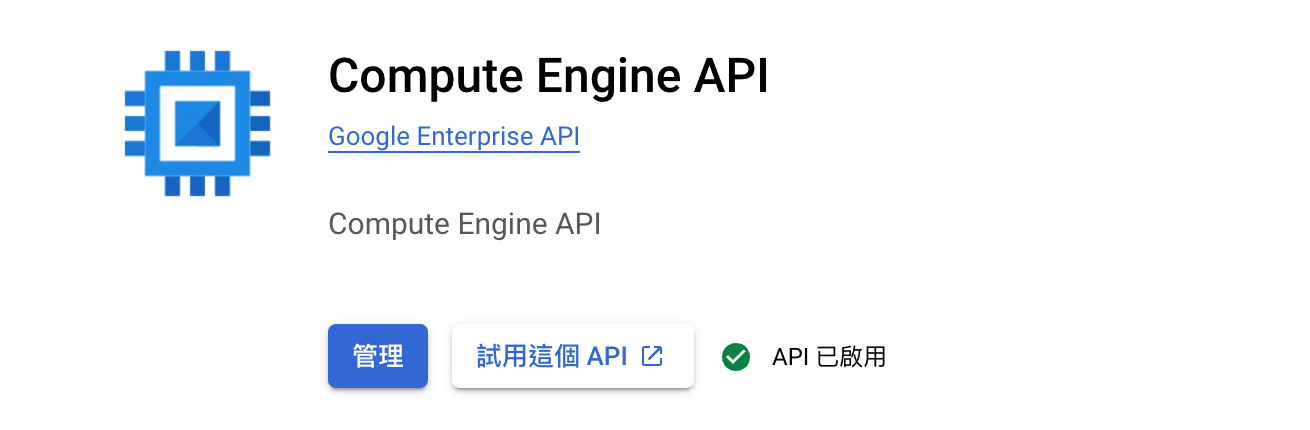 Compute Engine API
Google Enterprise API
Compute Engine API
管理 試用這個 API API 已啟用